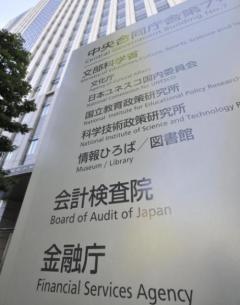 中央合同庁舎第7
文部科学省
文化庁
日本ユネスコ国内委員会
National Commission for UNESCO
国立教育政策研究所
National Institute for Educational Policy Research
科学技術政策研究所
National Institute of Science and Technology P
情報ひろば／図書館
Museum / Library
会計検査院
Board of Audit of Japan
金融庁
Financial Services Agency